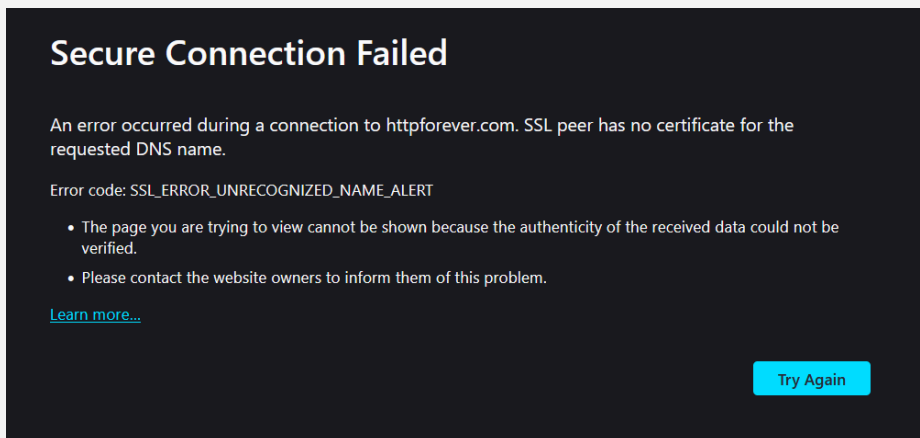 Secure Connection Failed
An error occurred during a connection to httpforever.com. SSL peer has no certificate for the
requested DNS name.
Error code: SSL_ERROR_UNRECOGNIZED_NAME_ALERT
• The page you are trying to view cannot be shown because the authenticity of the received data could not be
verified.
• Please contact the website owners to inform them of this problem.
Learn more...
Try Again